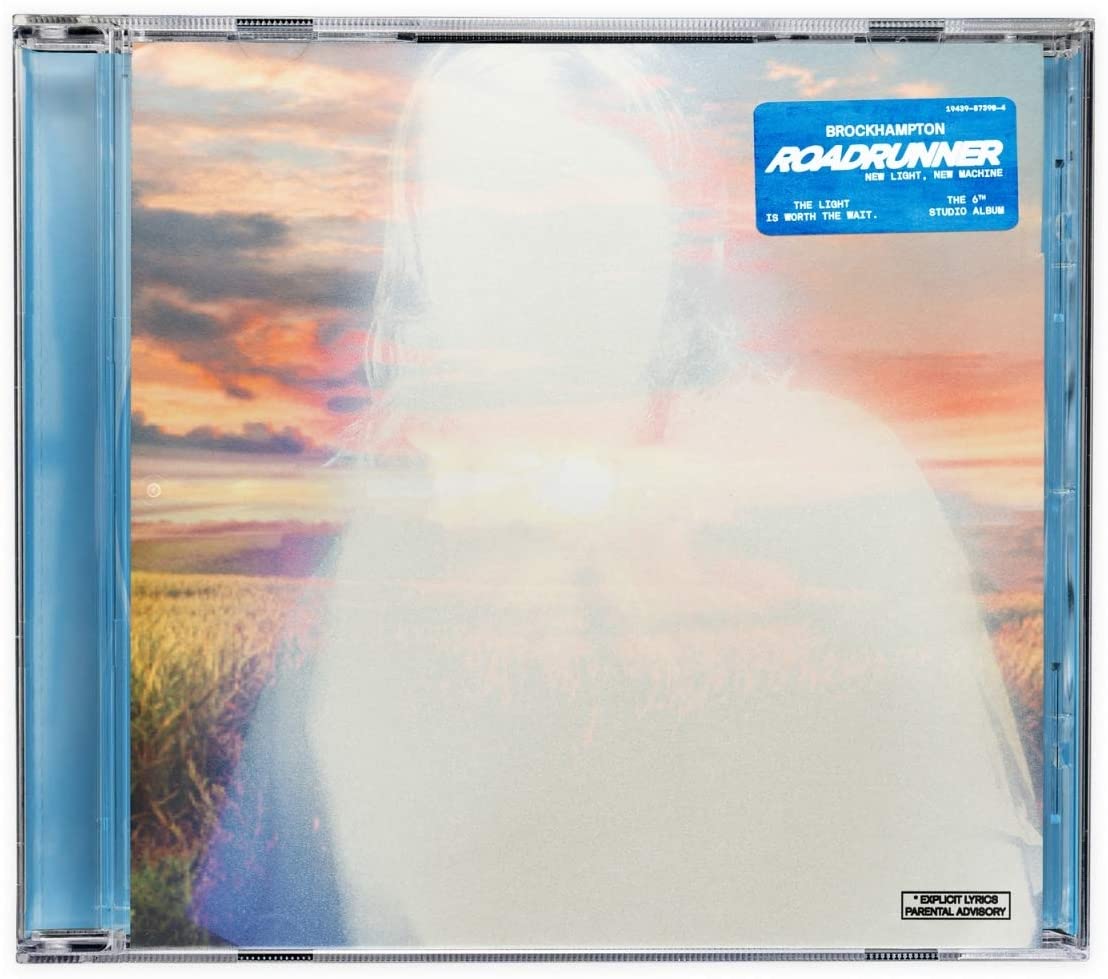 19439-87398-4
BROCKHAMPTON
ROADRUNNER
NEW LIGHT, NEW MACHINE
THE LIGHT
IS WORTH THE WAIT.
THE 6TH
STUDIO ALBUM
* EXPLICIT LYRICS
PARENTAL ADVISORY